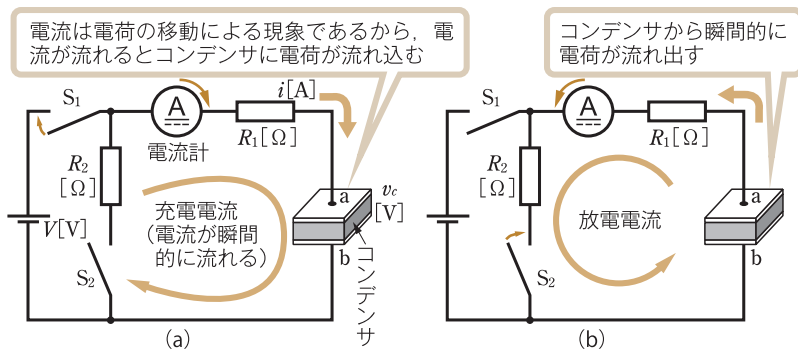 電流は電荷の移動による現象であるから，電
流が流れるとコンデンサに電荷が流れ込む
コンデンサから瞬間的に
電荷が流れ出す
S₁
A
i[A]
R₁[Ω]
電流計
R₂
[Ω]
a
v꜀
[V]
充電電流
(電流が瞬間
的に流れる)
V[V]
b
S₂
コンデンサ
(a)
S₁
A
R₁[Ω]
R₂
[Ω]
a
放電電流
b
S₂
(b)